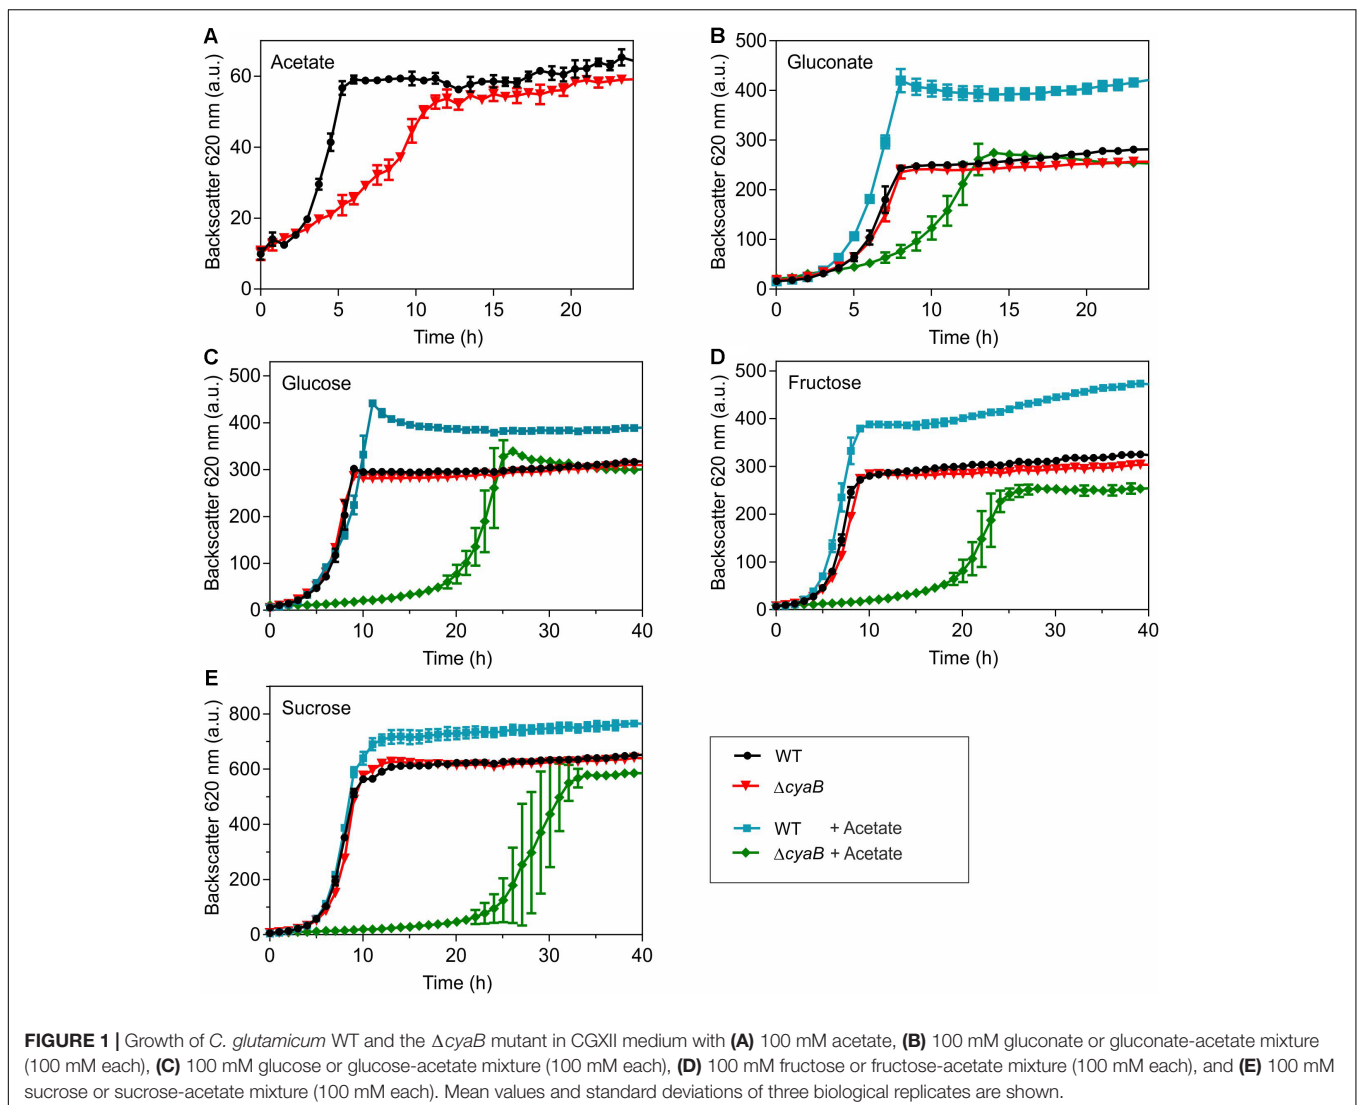 A
Acetate
Backscatter 620 nm (a.u.)
60
40
20
0
0 5 10 15 20
Time (h)
B
Gluconate
Backscatter 620 nm (a.u.)
500
400
300
200
100
0
0 5 10 15 20
Time (h)
C
Glucose
Backscatter 620 nm (a.u.)
500
400
300
200
100
0
0 10 20 30 40
Time (h)
D
Fructose
Backscatter 620 nm (a.u.)
500
400
300
200
100
0
0 10 20 30 40
Time (h)
E
Sucrose
Backscatter 620 nm (a.u.)
800
600
400
200
0
0 10 20 30 40
Time (h)
WT
ΔcyaB
WT + Acetate
ΔcyaB + Acetate
FIGURE 1 | Growth of C. glutamicum WT and the ΔcyaB mutant in CGXII medium with (A) 100 mM acetate, (B) 100 mM gluconate or gluconate-acetate mixture
(100 mM each), (C) 100 mM glucose or glucose-acetate mixture (100 mM each), (D) 100 mM fructose or fructose-acetate mixture (100 mM each), and (E) 100 mM
sucrose or sucrose-acetate mixture (100 mM each). Mean values and standard deviations of three biological replicates are shown.